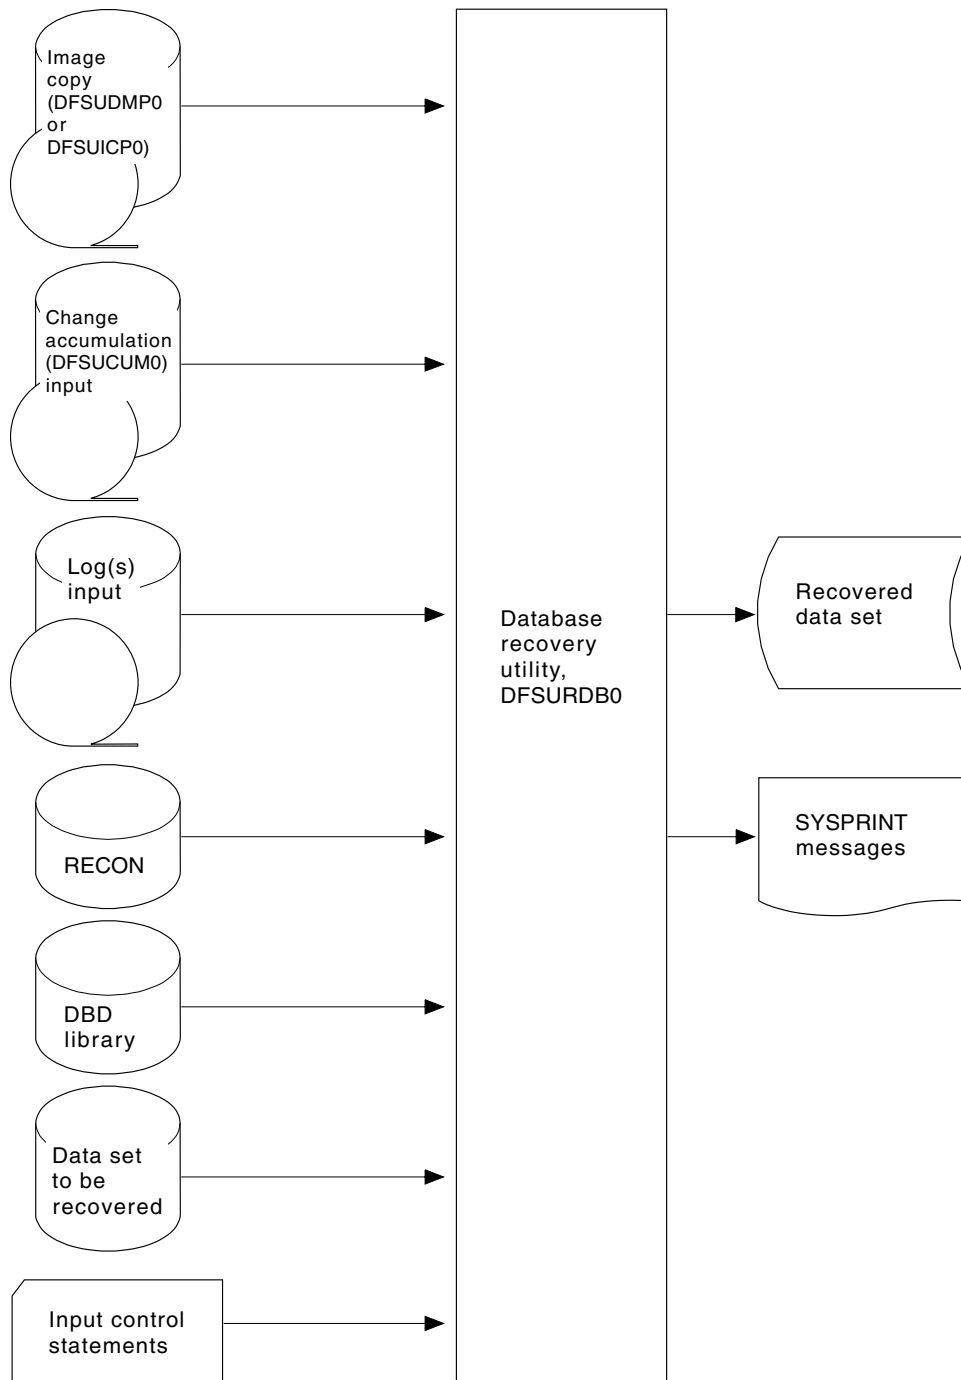 Image
copy
(DFSUDMP0
or
DFSUICP0)
Change
accumulation
(DFSUCUM0)
input
Log(s)
input
RECON
DBD
library
Data set
to be
recovered
Input control
statements
Database
recovery
utility,
DFSURDB0
Recovered
data set
SYSPRINT
messages